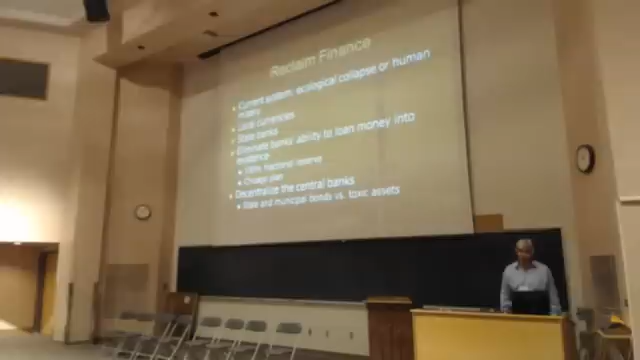 Reclaim Finance
Current system: ecological collapse or human
misery
Local currencies
State banks
Eliminate banks' ability to loan money into
existence
100% fractional reserve
Chicago plan
Decentralize the central banks
State and municipal bonds vs. toxic assets